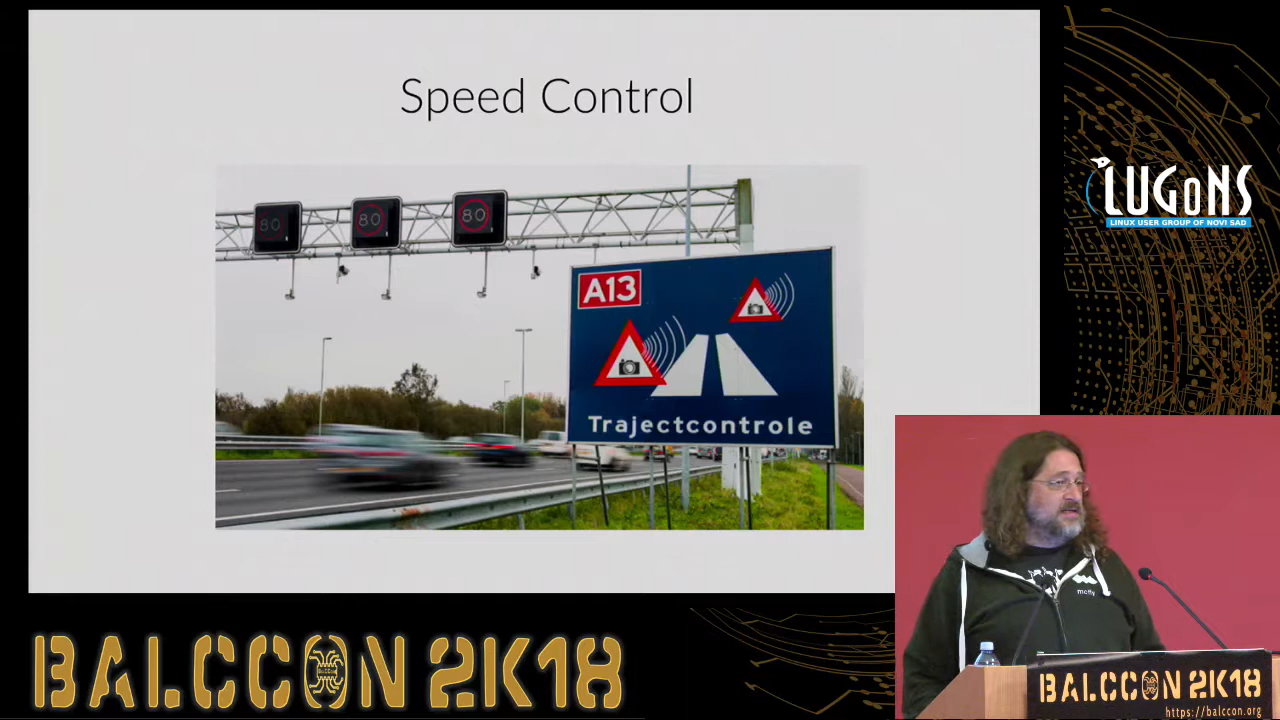 Speed Control
80
80
80
A13
Trajectcontrole
LUGoNS
LINUX USER GROUP OF NOVI SAD
mcfly
BALCCON 2K18
BALCCON 2K18
https://balccon.org